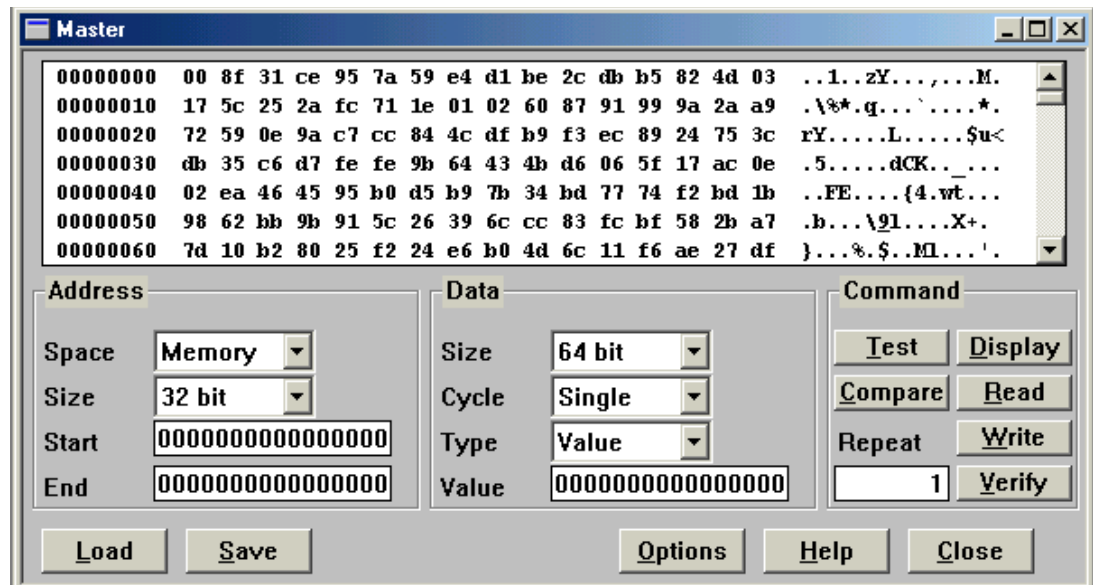 Master
00000000 00 8f 31 ce 95 7a 59 e4 d1 be 2c db b5 82 4d 03 ..1..zY...,...M.
00000010 17 5c 25 2a fc 71 1e 01 02 60 87 91 99 9a 2a a9 .\%*.q...`....*.
00000020 72 59 0e 9a c7 cc 84 4c df b9 f3 ec 89 24 75 3c rY.....L.....$u<
00000030 db 35 c6 d7 fe fe 9b 64 43 4b d6 06 5f 17 ac 0e .5.....dCK.._...
00000040 02 ea 46 45 95 b0 d5 b9 7b 34 bd 77 74 f2 bd 1b ..FE....{4.wt...
00000050 98 62 bb 9b 91 5c 26 39 6c cc 83 fc bf 58 2b a7 .b...\9l....X+.
00000060 7d 10 b2 80 25 f2 24 e6 b0 4d 6c 11 f6 ae 27 df }...%.$..Ml...'.
Address
Space Memory
Size 32 bit
Start 0000000000000000
End 0000000000000000
Data
Size 64 bit
Cycle Single
Type Value
Value 0000000000000000
Command
Test Display
Compare Read
Repeat Write
1 Verify
Load Save Options Help Close